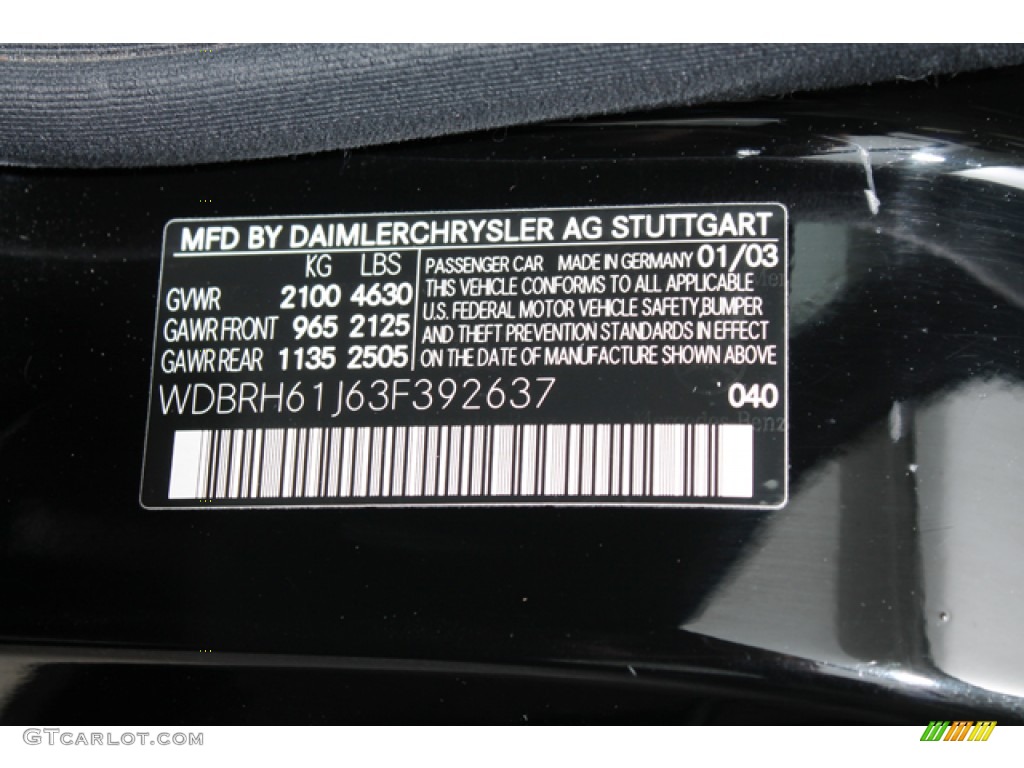 MFD BY DAIMLERCHRYSLER AG STUTTGART
KG LBS
GVWR 2100 4630
GAWR FRONT 965 2125
GAWR REAR 1135 2505
PASSENGER CAR MADE IN GERMANY 01/03
THIS VEHICLE CONFORMS TO ALL APPLICABLE
U.S. FEDERAL MOTOR VEHICLE SAFETY,BUMPER
AND THEFT PREVENTION STANDARDS IN EFFECT
ON THE DATE OF MANUFACTURE SHOWN ABOVE
WDBRH61J63F392637 040
Mercedes Benz
GTCARLOT.COM